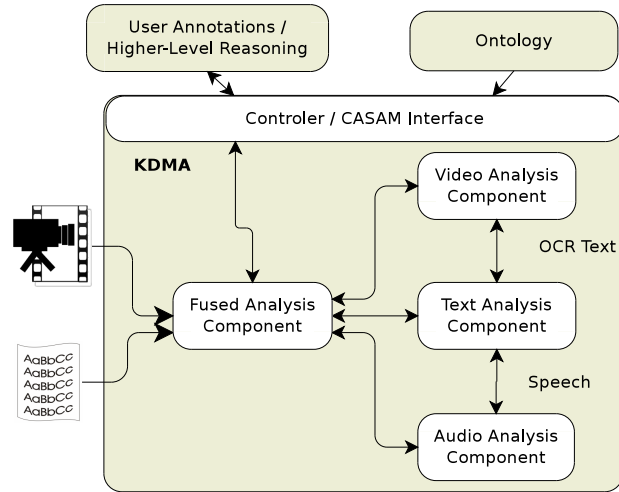 User Annotations /
Higher-Level Reasoning
Ontology
Controler / CASAM Interface
KDMA
Video Analysis
Component
OCR Text
Fused Analysis
Component
Text Analysis
Component
AaBbCc
AaBbCc
AaBbCc
AaBbCc
AaBbCc
Speech
Audio Analysis
Component